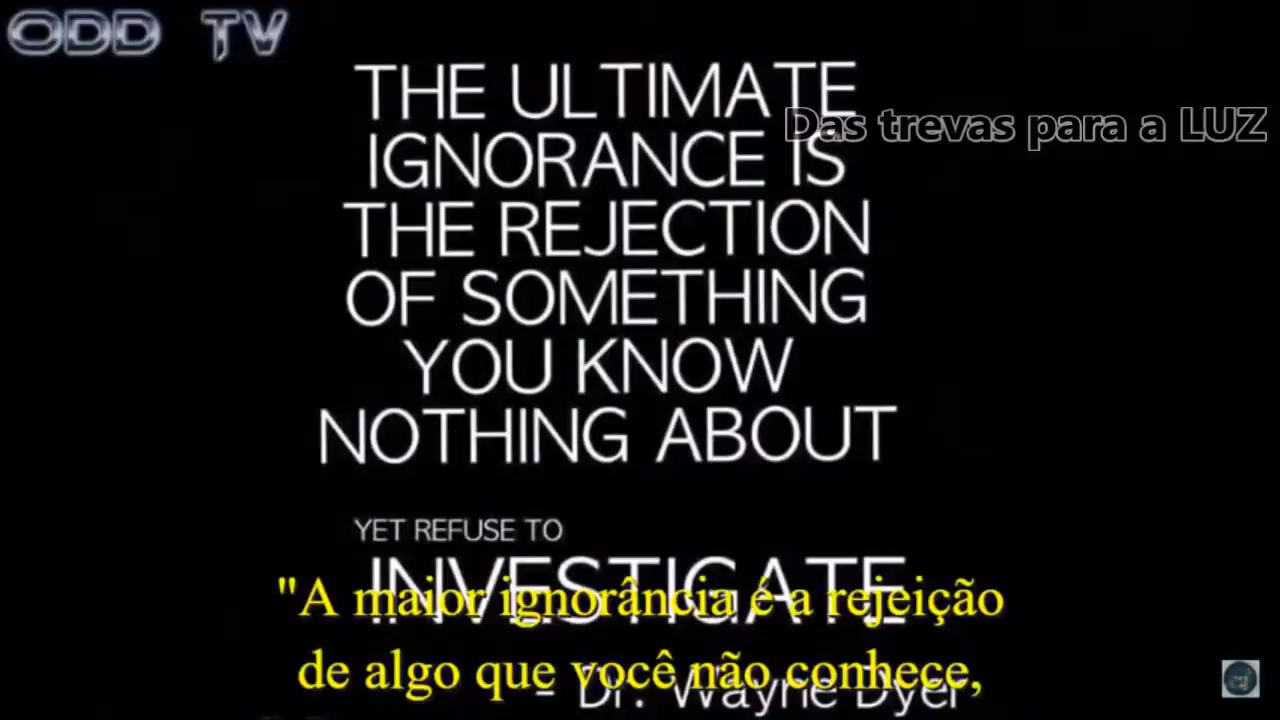 ODD TV
THE ULTIMATE
Das trevas para a LUZ
IGNORANCE IS
THE REJECTION
OF SOMETHING
YOU KNOW
NOTHING ABOUT
YET REFUSE TO
INVESTIGATE
"A maior ignorância é a rejeição
de algo que você não conhece,
- Dr. Wayne Dyer